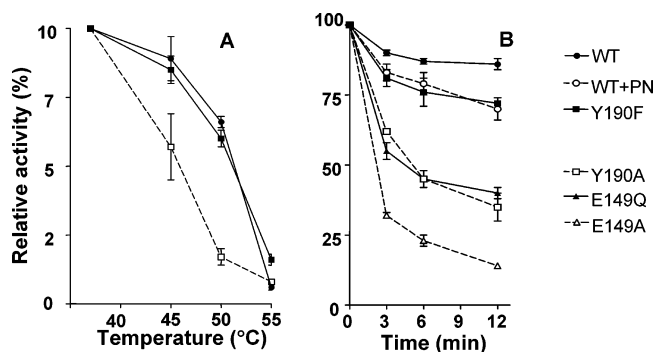 A
Relative activity (%)
10
7
5
2
0
40 45 50 55
Temperature (°C)
B
100
75
50
25
0
0 3 6 9 12
Time (min)
WT
WT+PN
Y190F
Y190A
E149Q
E149A